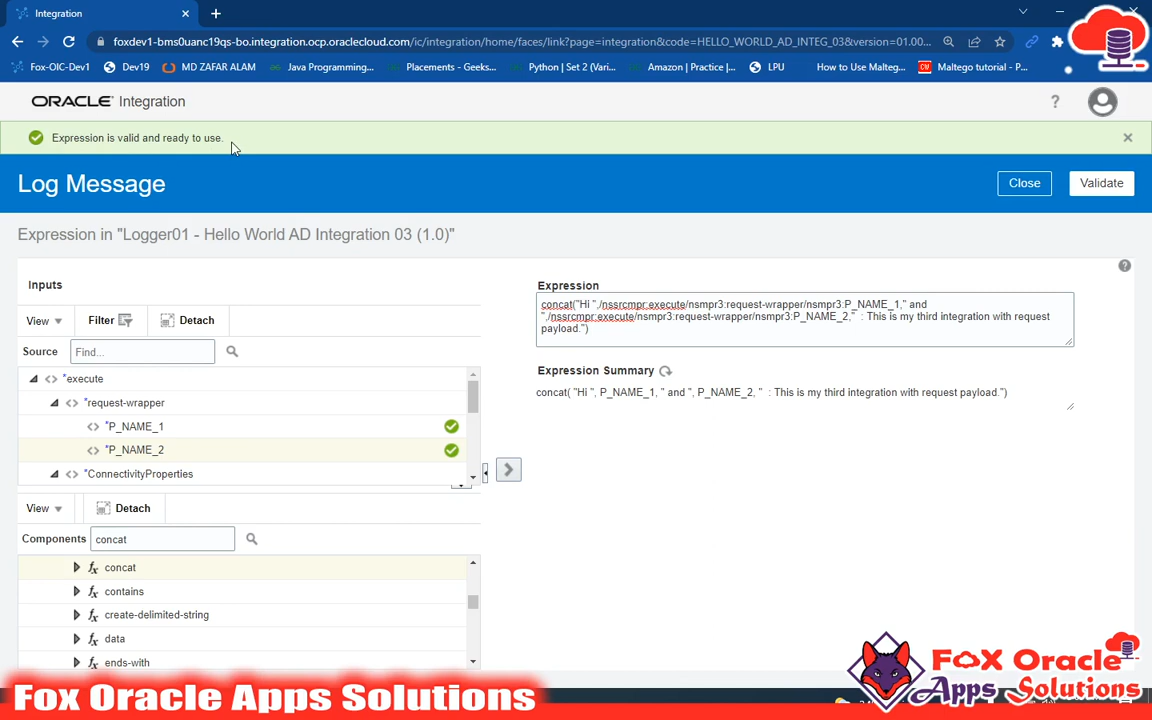 Integration
foxdev1-bms0uanc19qs-bo.integration.ocp.oraclecloud.com/ic/integration/home/faces/link?page=integration&code=HELLO_WORLD_AD_INTEG_03&version=01.00...
Fox-OIC-Dev1 Dev19 MD ZAFAR ALAM Java Programming... Placements - Geeks... Python | Set 2 (Vari... Amazon | Practice |... LPU How to Use Malteg... Maltego tutorial - P...
ORACLE Integration ?
Expression is valid and ready to use.
Log Message Close Validate
Expression in "Logger01 - Hello World AD Integration 03 (1.0)"
Inputs
View Filter Detach
Source Find...
*execute
*request-wrapper
*P_NAME_1
*P_NAME_2
*ConnectivityProperties
View Detach
Components concat
concat
contains
create-delimited-string
data
ends-with
Expression
concat("Hi ",/nssrcmpr:execute/nsmpr3:request-wrapper/nsmpr3:P_NAME_1," and
",/nssrcmpr:execute/nsmpr3:request-wrapper/nsmpr3:P_NAME_2,"  : This is my third integration with request
payload.")
Expression Summary
concat( "Hi ", P_NAME_1, " and ", P_NAME_2, "  : This is my third integration with request payload.")
Fox Oracle Apps Solutions
FOX Oracle
Apps Solutions